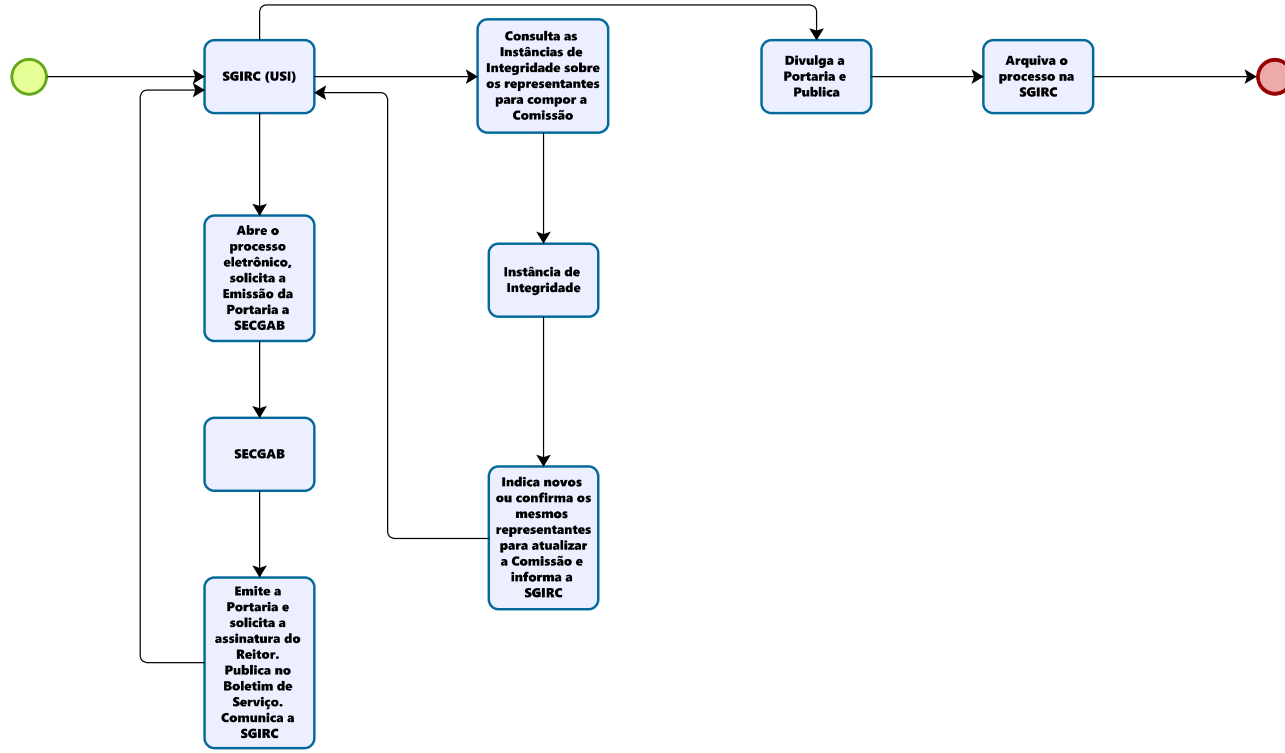 SGIRC (USI)
Consulta as
Instâncias de
Integridade sobre
os representantes
para compor a
Comissão
Divulga a
Portaria e
Publica
Arquiva o
processo na
SGIRC
Abre o
processo
eletrônico,
solicita a
Emissão da
Portaria a
SECGAB
Instância de
Integridade
SECGAB
Indica novos
ou confirma os
mesmos
representantes
para atualizar
a Comissão e
informa a
SGIRC
Emite a
Portaria e
solicita a
assinatura do
Reitor.
Publica no
Boletim de
Serviço.
Comunica a
SGIRC